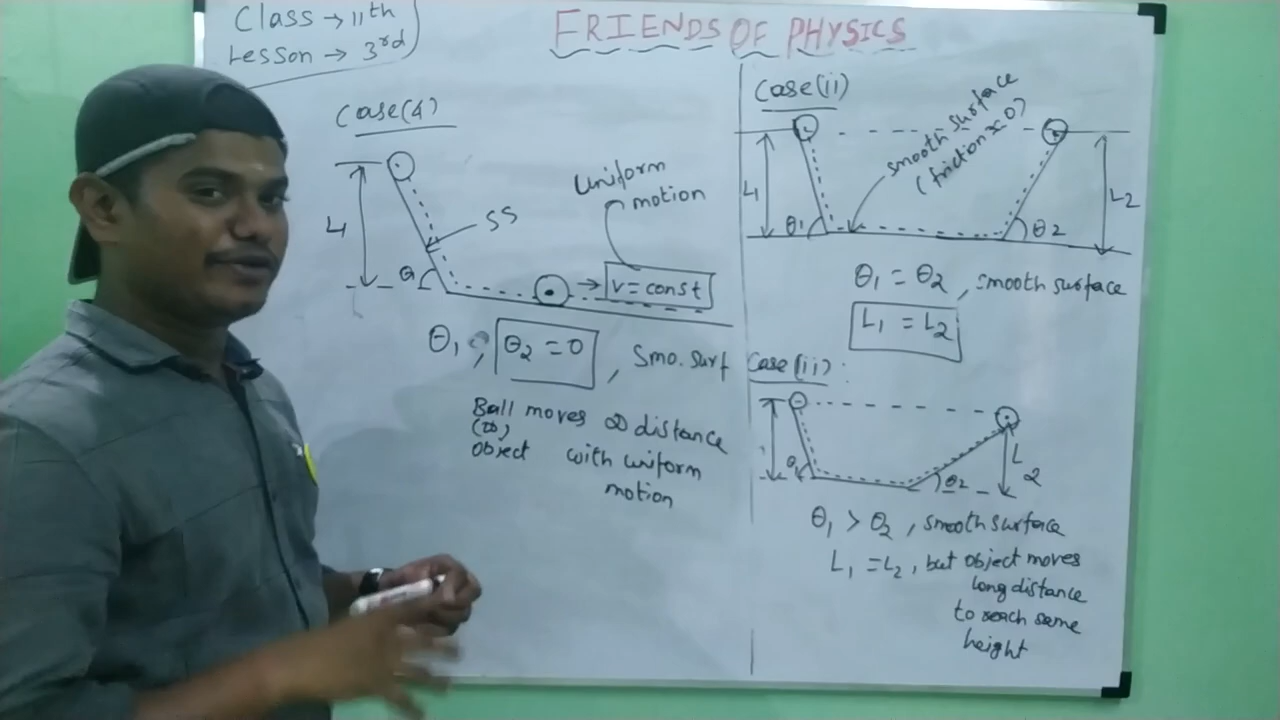 Class → 11th
Lesson → 3rd
FRIENDS OF PHYSICS
Case(4)
L1
SS
θ1
uniform
motion
→ v = const
θ1, θ2 = 0, Smo. surf
Ball moves ∞ distance
(or)
object with uniform
motion
Case(ii)
L1
L2
smooth surface
(friction ≈ 0)
θ1
θ2
θ1 = θ2, smooth surface
L1 = L2
Case(ii):
θ1
θ2
L2
θ1 > θ2, smooth surface
L1 = L2, but object moves
long distance
to reach same
height